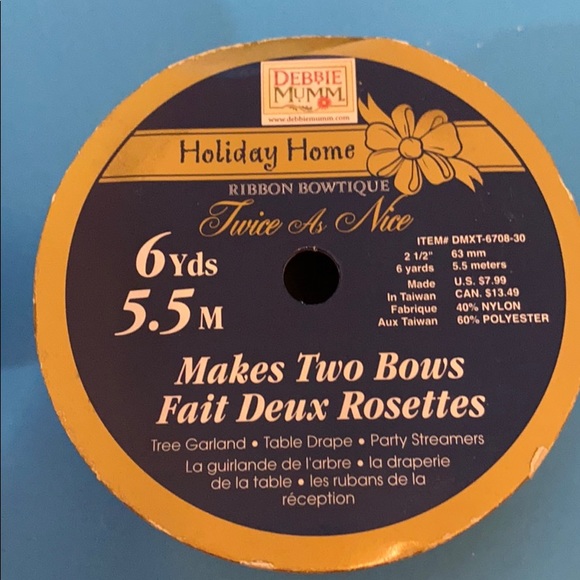 DEBBIE
MUMM
www.debbiemumm.com
Holiday Home
RIBBON BOWTIQUE
Twice As Nice
6 Yds
5.5 M
ITEM# DMXT-6708-30
2 1/2" 63 mm
6 yards 5.5 meters
Made U.S. $7.99
In Taiwan CAN. $13.49
Fabrique 40% NYLON
Aux Taiwan 60% POLYESTER
Makes Two Bows
Fait Deux Rosettes
Tree Garland • Table Drape • Party Streamers
La guirlande de l'arbre • la draperie
de la table • les rubans de la
réception